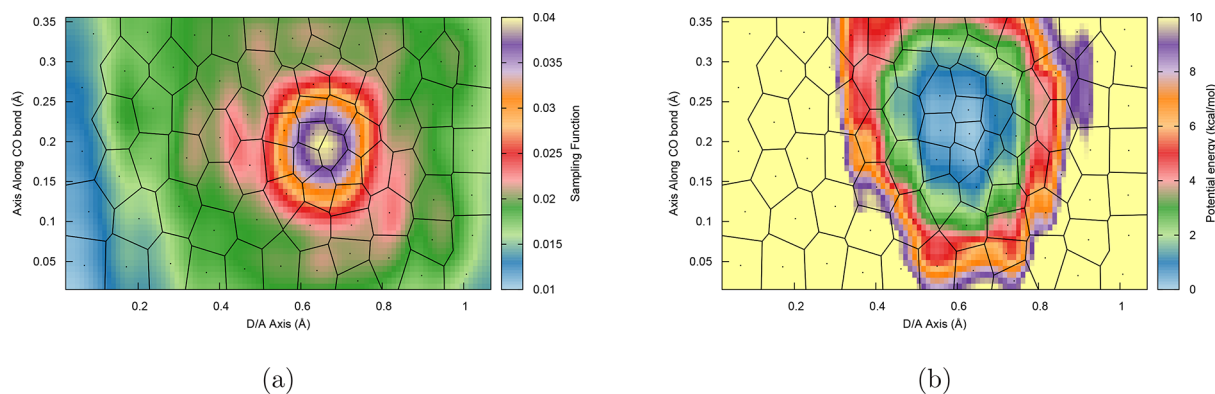 0.35
0.3
0.25
0.2
0.15
0.1
0.05
Axis Along CO bond (Å)
0.2 0.4 0.6 0.8 1
D/A Axis (Å)
0.04
0.035
0.03
0.025
0.02
0.015
0.01
Sampling Function
(a)
0.35
0.3
0.25
0.2
0.15
0.1
0.05
Axis Along CO bond (Å)
0.2 0.4 0.6 0.8 1
D/A Axis (Å)
10
8
6
4
2
0
Potential energy (kcal/mol)
(b)